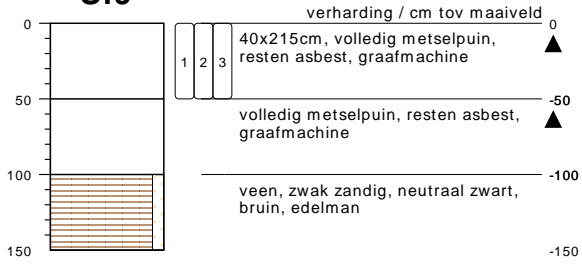 verharding / cm tov maaiveld
0
0
1 2 3
40x215cm, volledig metselpuin,
resten asbest, graafmachine
50
-50
volledig metselpuin, resten asbest,
graafmachine
100
-100
veen, zwak zandig, neutraal zwart,
bruin, edelman
150
-150